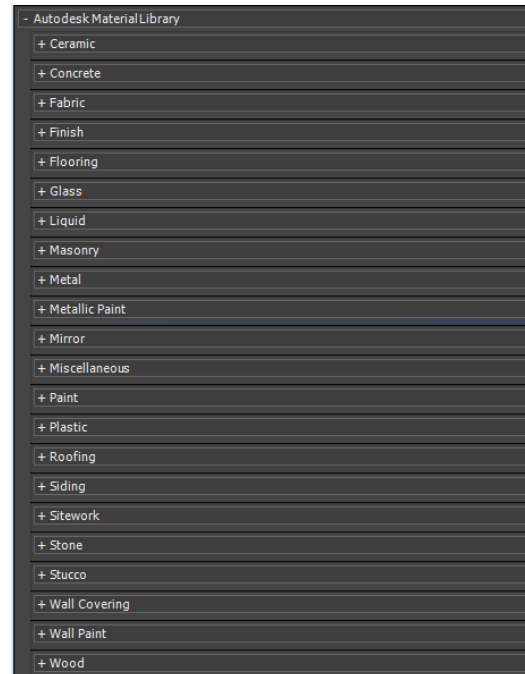 - Autodesk Material Library
+ Ceramic
+ Concrete
+ Fabric
+ Finish
+ Flooring
+ Glass
+ Liquid
+ Masonry
+ Metal
+ Metallic Paint
+ Mirror
+ Miscellaneous
+ Paint
+ Plastic
+ Roofing
+ Siding
+ Sitework
+ Stone
+ Stucco
+ Wall Covering
+ Wall Paint
+ Wood